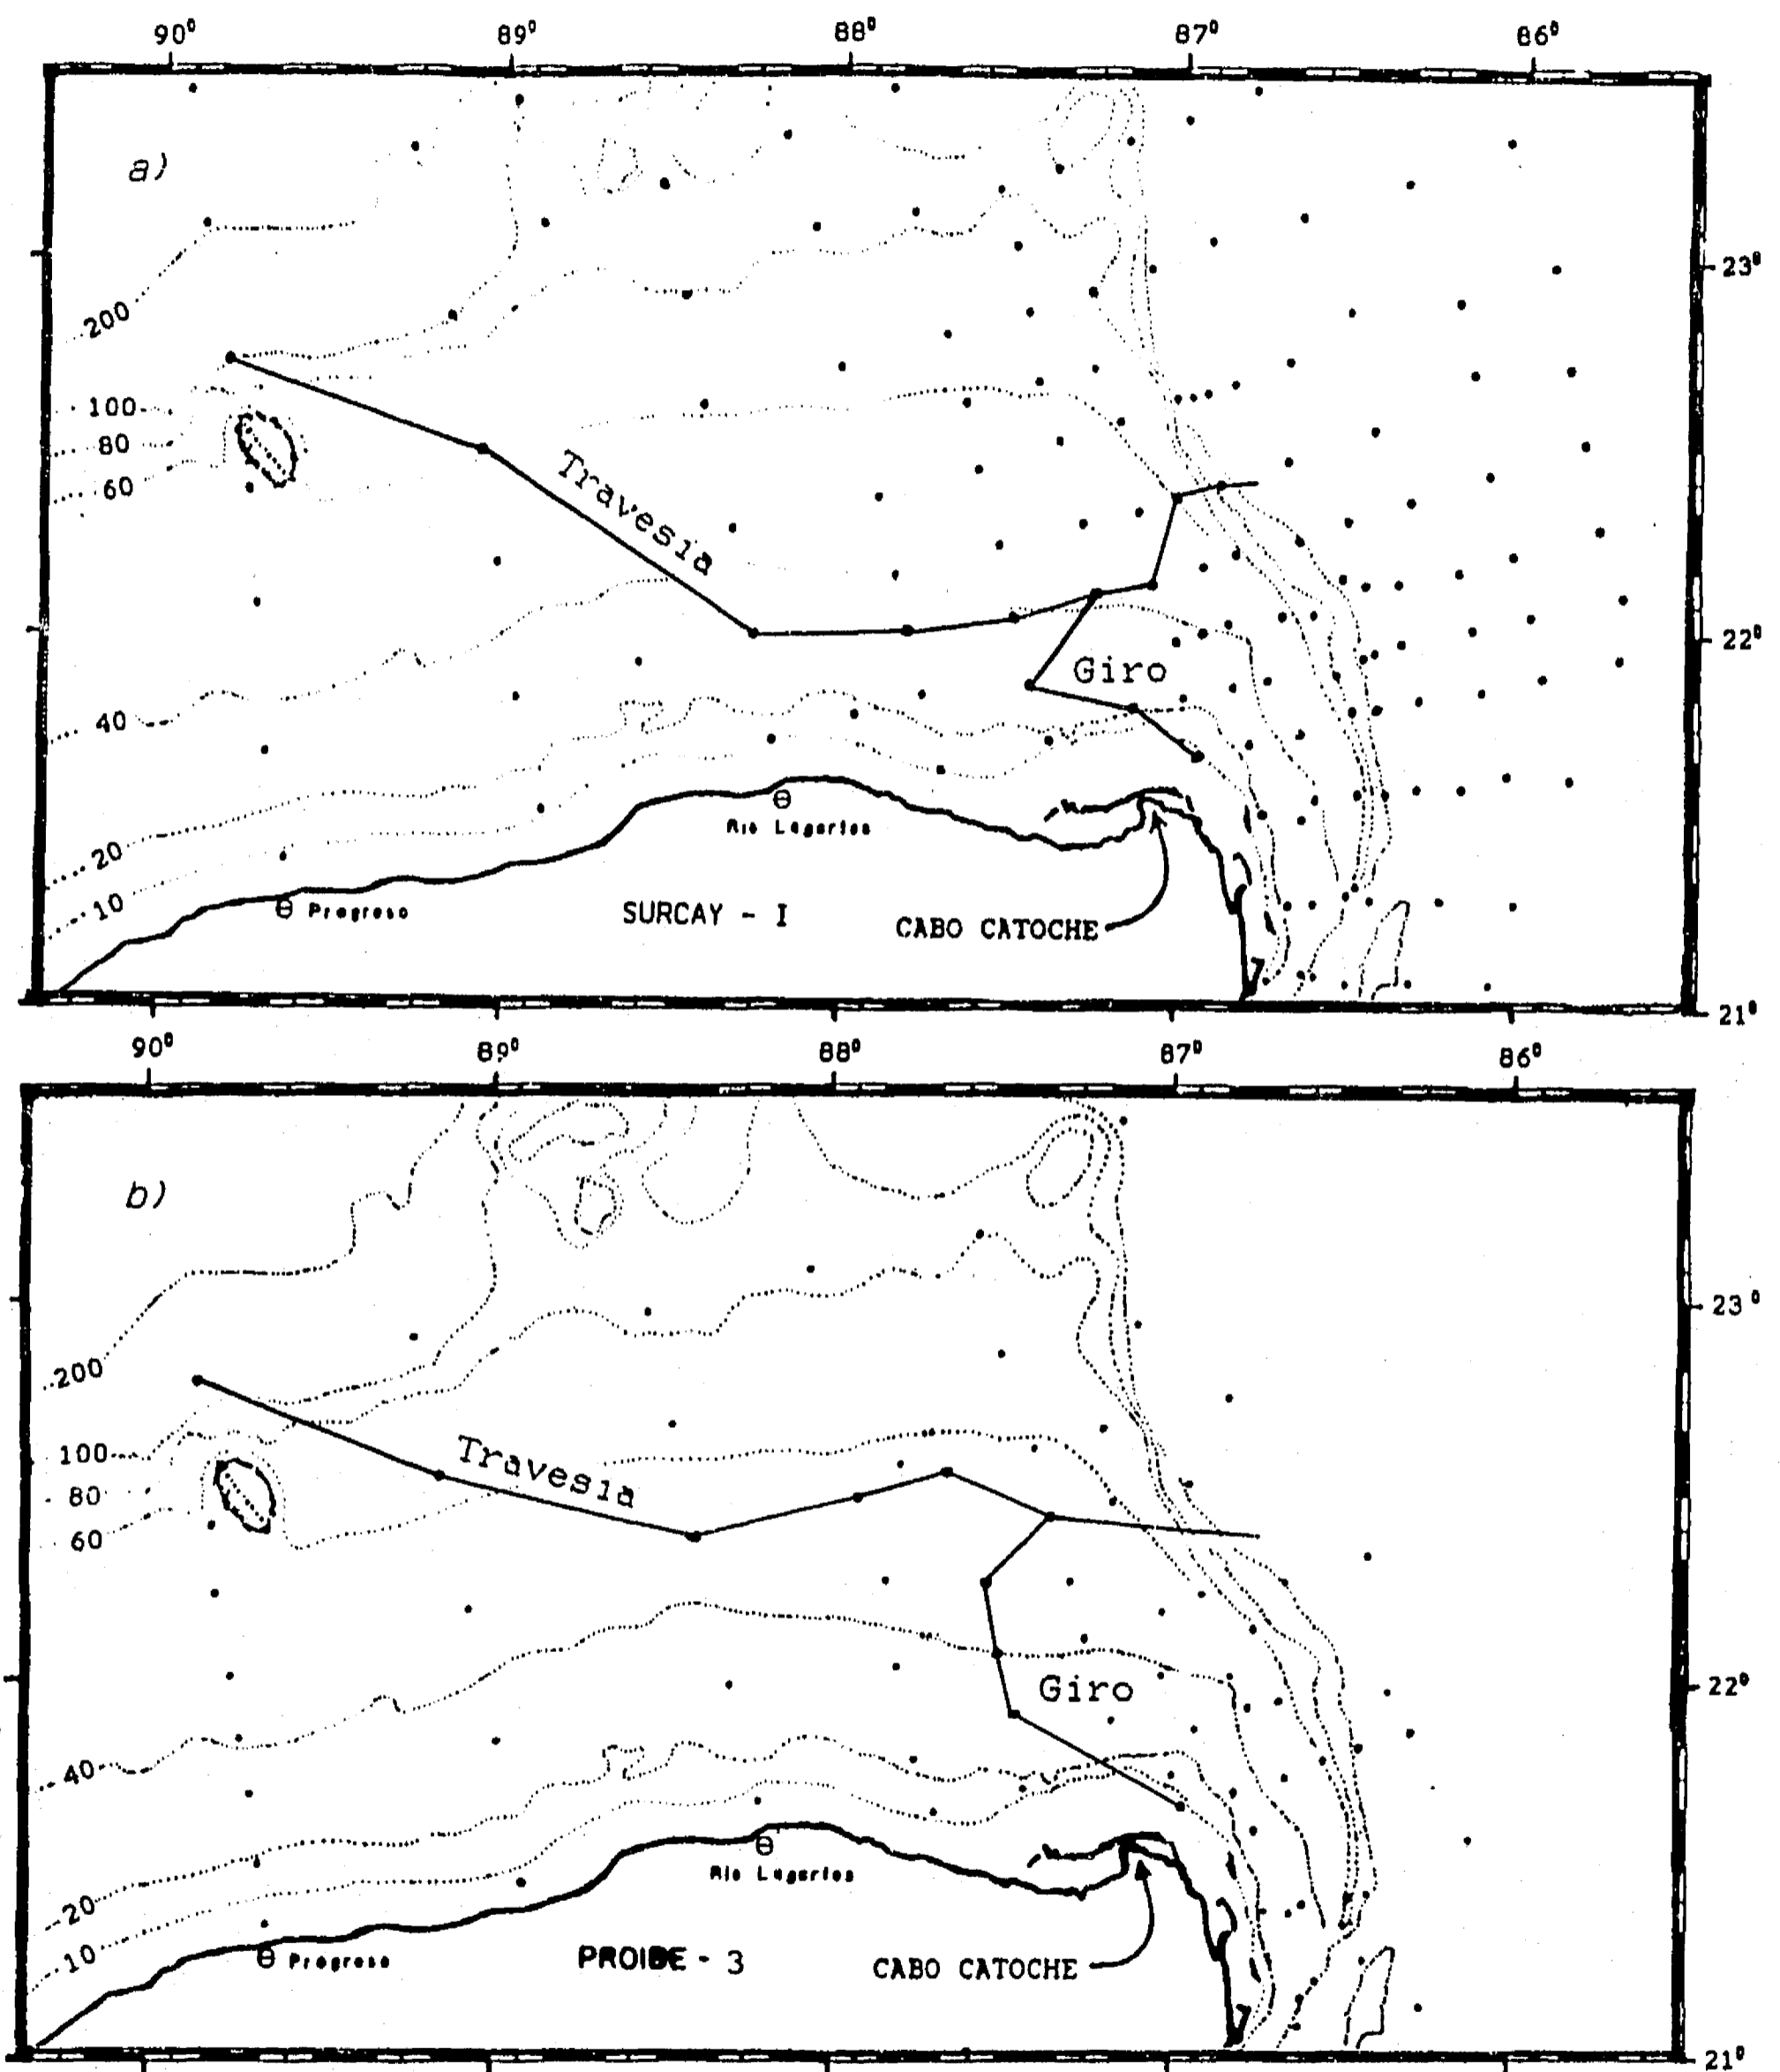 90° 89° 88° 87° 86°
a)
23°
200
100
80
60
Travesia
22°
Giro
40
Rio Lagartos
20
10
Progreso
SURCAY - I
CABO CATOCHE
21°
90° 89° 88° 87° 86°
b)
23°
200
100
Travesia
80
60
22°
Giro
40
Rio Lagartos
20
10
Progreso
PROIBE - 3
CABO CATOCHE
21°